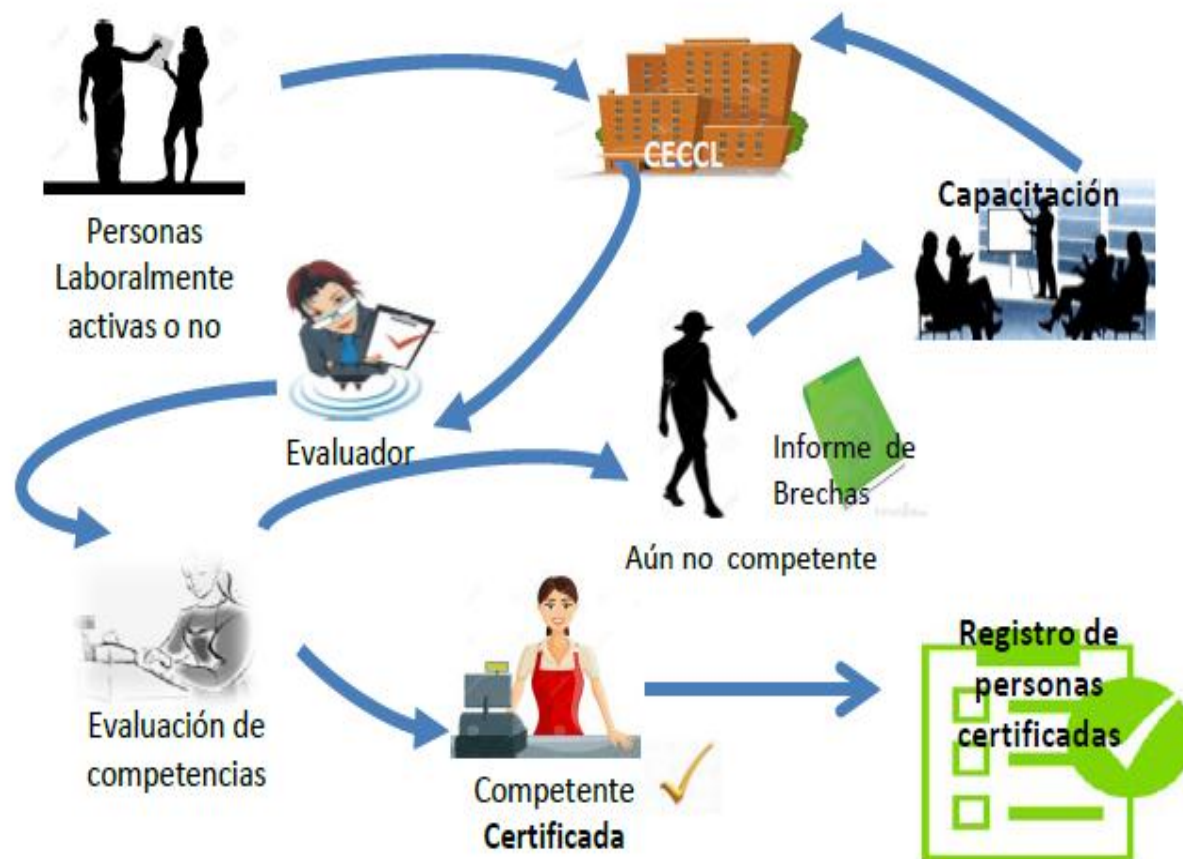 CECCL
Capacitación
Personas
Laboralmente
activas o no
Evaluador
Informe de
Brechas
Aún no competente
Evaluación de
competencias
Competente
Certificada
Registro de
personas
certificadas